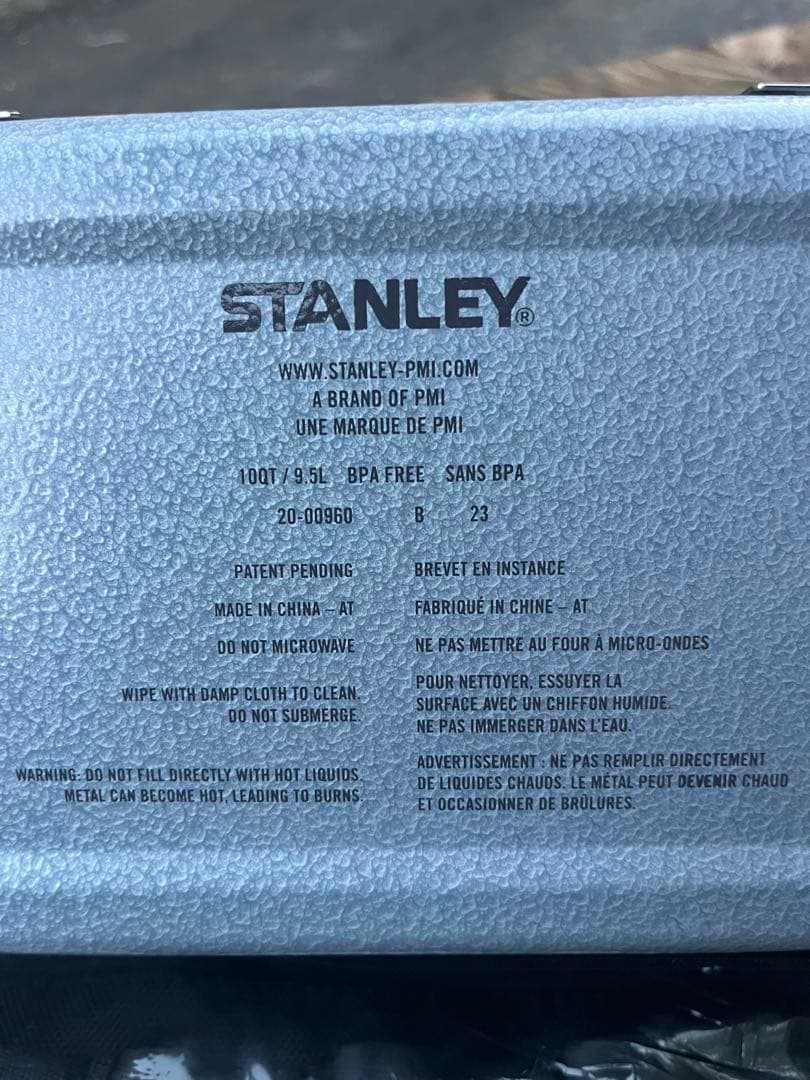 STANLEY®
WWW.STANLEY-PMI.COM
A BRAND OF PMI
UNE MARQUE DE PMI
10QT / 9.5L BPA FREE SANS BPA
20-00960 B 23
PATENT PENDING
MADE IN CHINA – AT
DO NOT MICROWAVE
WIPE WITH DAMP CLOTH TO CLEAN.
DO NOT SUBMERGE.
WARNING: DO NOT FILL DIRECTLY WITH HOT LIQUIDS.
METAL CAN BECOME HOT, LEADING TO BURNS.
BREVET EN INSTANCE
FABRIQUÉ IN CHINE – AT
NE PAS METTRE AU FOUR À MICRO-ONDES
POUR NETTOYER, ESSUYER LA
SURFACE AVEC UN CHIFFON HUMIDE.
NE PAS IMMERGER DANS L'EAU.
ADVERTISSEMENT : NE PAS REMPLIR DIRECTEMENT
DE LIQUIDES CHAUDS. LE MÉTAL PEUT DEVENIR CHAUD
ET OCCASIONNER DE BRÛLURES.